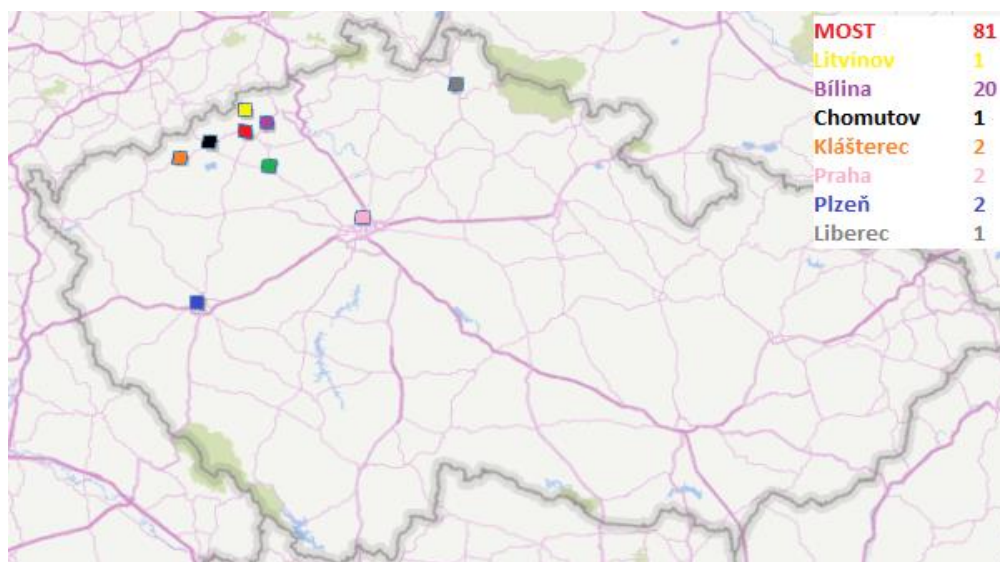 MOST 81
Litvínov 1
Bílina 20
Chomutov 1
Klášterec 2
Praha 2
Plzeň 2
Liberec 1